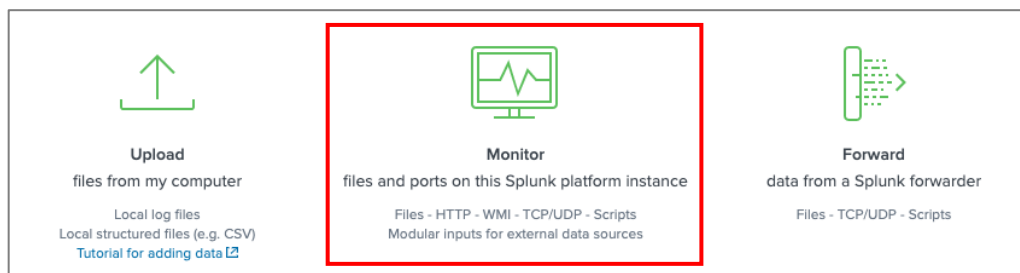 Upload
files from my computer
Local log files
Local structured files (e.g. CSV)
Tutorial for adding data
Monitor
files and ports on this Splunk platform instance
Files - HTTP - WMI - TCP/UDP - Scripts
Modular inputs for external data sources
Forward
data from a Splunk forwarder
Files - TCP/UDP - Scripts